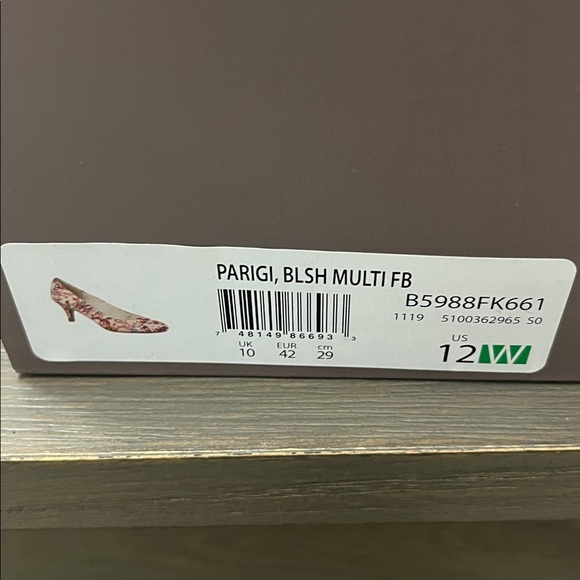 PARIGI, BLSH MULTI FB
B5988FK661
1119 5100362965 S0
7 48149 86693 3
UK EUR cm
10 42 29
US
12 W